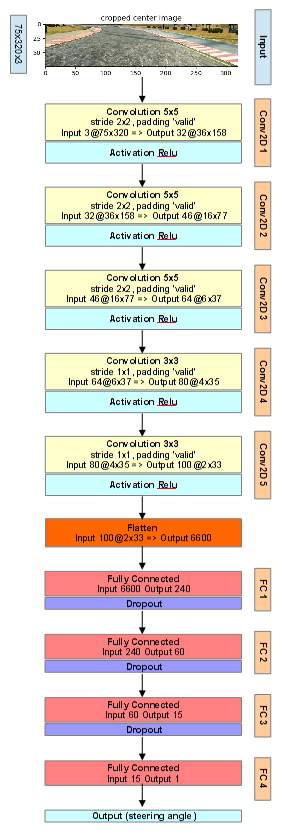 cropped center image
0
25
50
0
50
100
150
200
250
300
75x320x3
Input
Convolution 5x5
stride 2x2, padding 'valid'
Input 3@75x320 => Output 32@36x158
Activation Relu
Conv2D 1
Convolution 5x5
stride 2x2, padding 'valid'
Input 32@36x158 => Output 46@16x77
Activation Relu
Conv2D 2
Convolution 5x5
stride 2x2, padding 'valid'
Input 46@16x77 => Output 64@6x37
Activation Relu
Conv2D 3
Convolution 3x3
stride 1x1, padding 'valid'
Input 64@6x37 => Output 80@4x35
Activation Relu
Conv2D 4
Convolution 3x3
stride 1x1, padding 'valid'
Input 80@4x35 => Output 100@2x33
Activation Relu
Conv2D 5
Flatten
Input 100@2x33 => Output 6600
Fully Connected
Input 6600 Output 240
Dropout
FC 1
Fully Connected
Input 240 Output 60
Dropout
FC 2
Fully Connected
Input 60 Output 15
Dropout
FC 3
Fully Connected
Input 15 Output 1
FC 4
Output (steering angle )